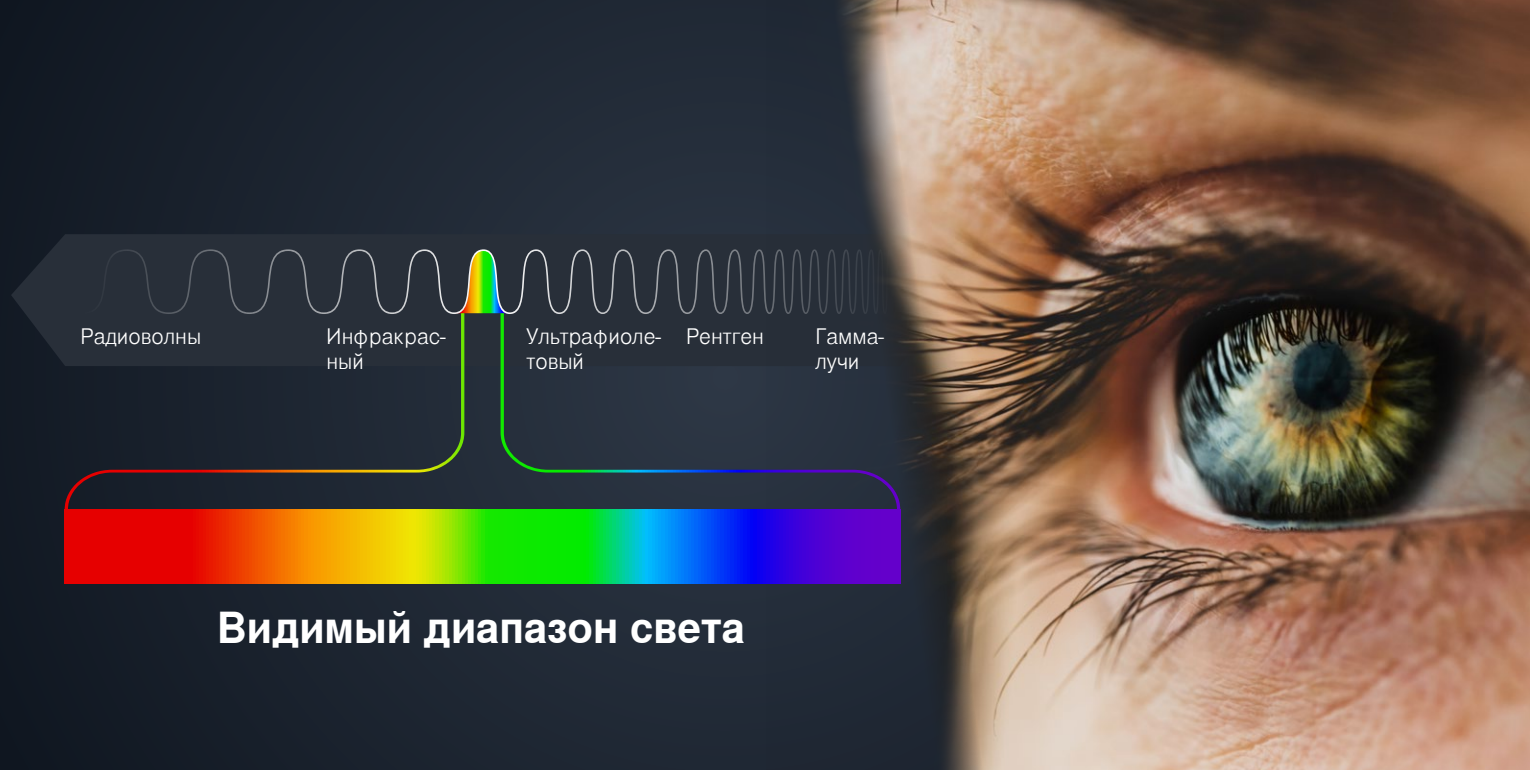 Радиоволны
Инфракрас-
ный
Ультрафиоле-
товый
Рентген
Гамма-
лучи
Видимый диапазон света